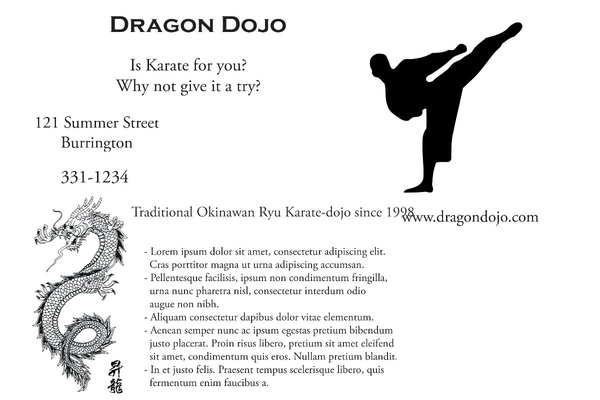 DRAGON DOJO
Is Karate for you?
Why not give it a try?
121 Summer Street
Burrington
331-1234
Traditional Okinawan Ryu Karate-dojo since 1998
www.dragondojo.com
- Lorem ipsum dolor sit amet, consectetur adipiscing elit.
Cras porttitor magna ut urna adipiscing accumsan.
- Pellentesque facilisis, ipsum non condimentum fringilla,
urna nunc pharetra nisl, consectetur interdum odio
augue non nibh.
- Aliquam consectetur dapibus dolor vitae elementum.
- Aenean semper nunc ac ipsum egestas pretium bibendum
justo placerat. Proin risus libero, pretium sit amet eleifend
sit amet, condimentum quis eros. Nullam pretium blandit.
- In et justo felis. Praesent tempus scelerisque libero, quis
fermentum enim faucibus a.
昇
龍